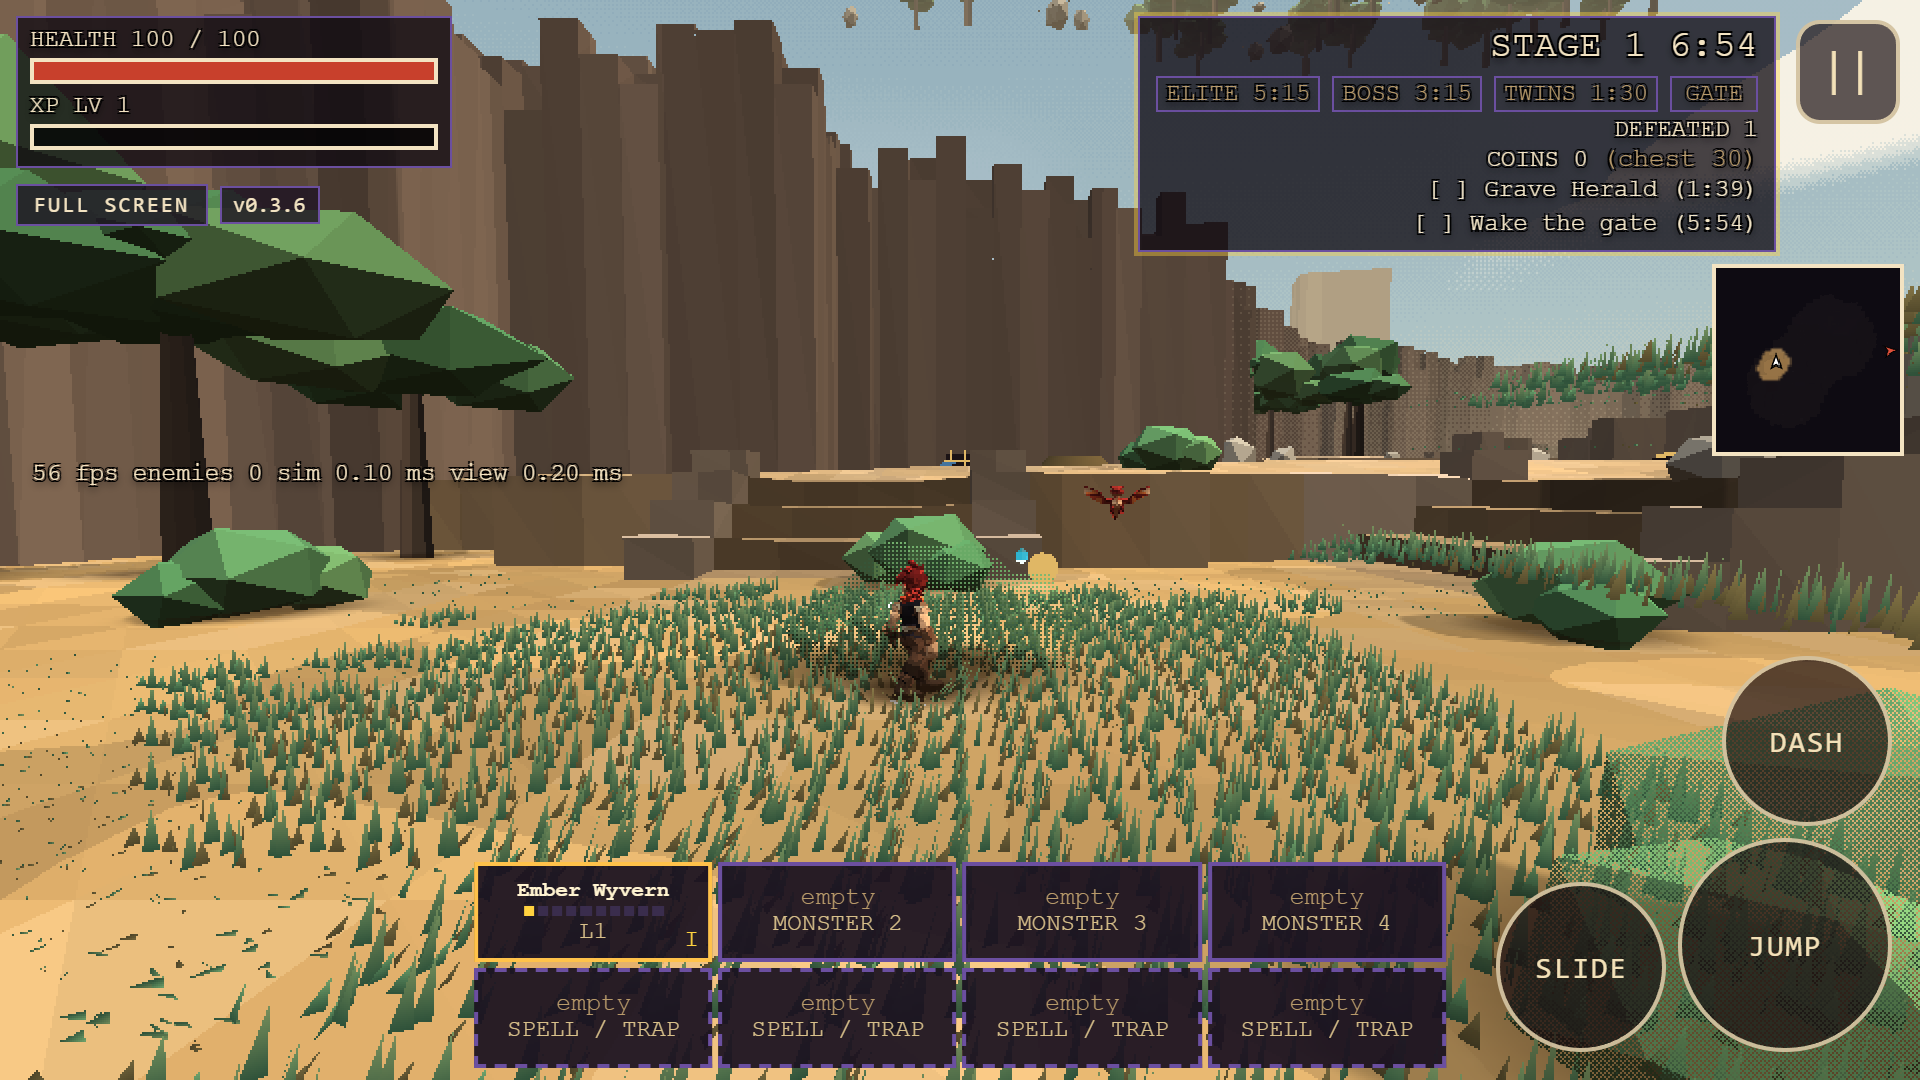 HEALTH 100 / 100
XP LV 1
FULL SCREEN
v0.3.6
STAGE 1 6:54
ELITE 5:15
BOSS 3:15
TWINS 1:30
GATE
DEFEATED 1
COINS 0 (chest 30)
[ ] Grave Herald (1:39)
[ ] Wake the gate (5:54)
56 fps enemies 0 sim 0.10 ms view 0.20 ms
DASH
JUMP
SLIDE
Ember Wyvern
L1
I
empty
MONSTER 2
empty
MONSTER 3
empty
MONSTER 4
empty
SPELL / TRAP
empty
SPELL / TRAP
empty
SPELL / TRAP
empty
SPELL / TRAP